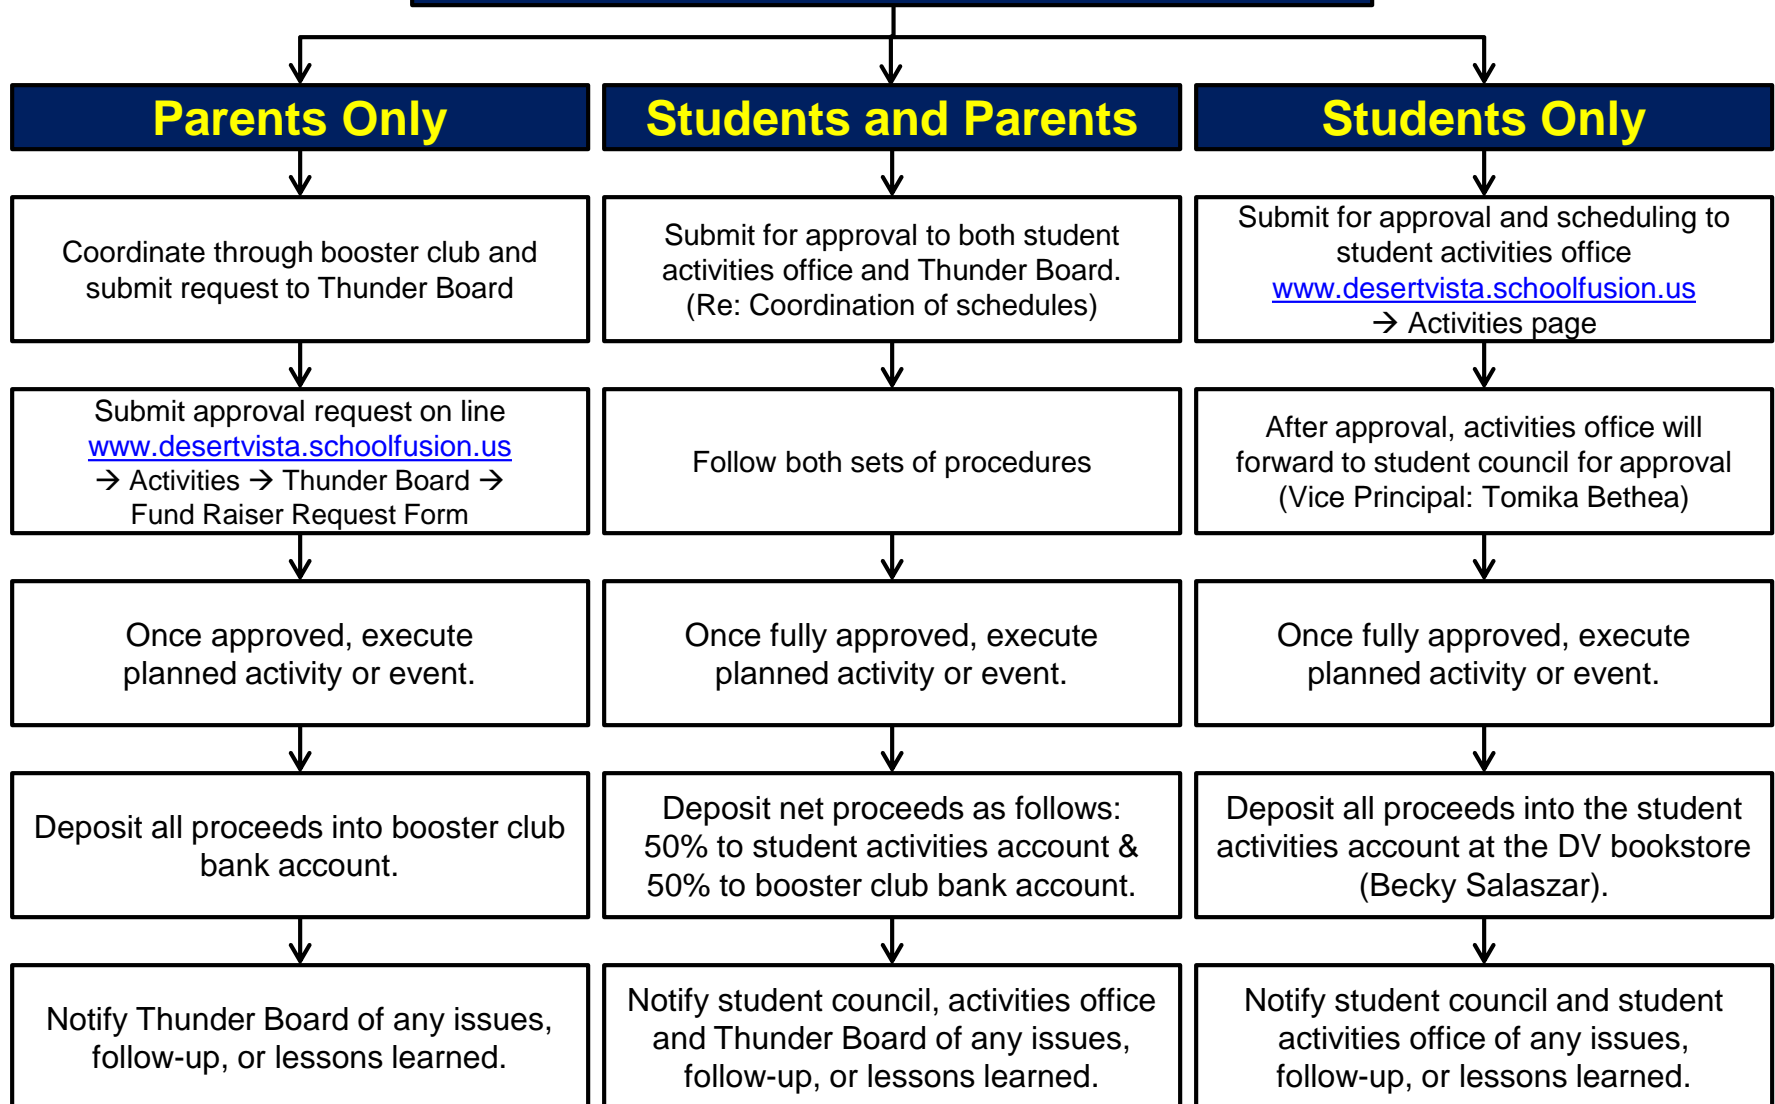 Parents Only
Students and Parents
Students Only
Coordinate through booster club and
submit request to Thunder Board
Submit for approval to both student
activities office and Thunder Board.
(Re: Coordination of schedules)
Submit for approval and scheduling to
student activities office
www.desertvista.schoolfusion.us
→ Activities page
Submit approval request on line
www.desertvista.schoolfusion.us
→ Activities → Thunder Board →
Fund Raiser Request Form
Follow both sets of procedures
After approval, activities office will
forward to student council for approval
(Vice Principal: Tomika Bethea)
Once approved, execute
planned activity or event.
Once fully approved, execute
planned activity or event.
Once fully approved, execute
planned activity or event.
Deposit all proceeds into booster club
bank account.
Deposit net proceeds as follows:
50% to student activities account &
50% to booster club bank account.
Deposit all proceeds into the student
activities account at the DV bookstore
(Becky Salaszar).
Notify Thunder Board of any issues,
follow-up, or lessons learned.
Notify student council, activities office
and Thunder Board of any issues,
follow-up, or lessons learned.
Notify student council and student
activities office of any issues,
follow-up, or lessons learned.